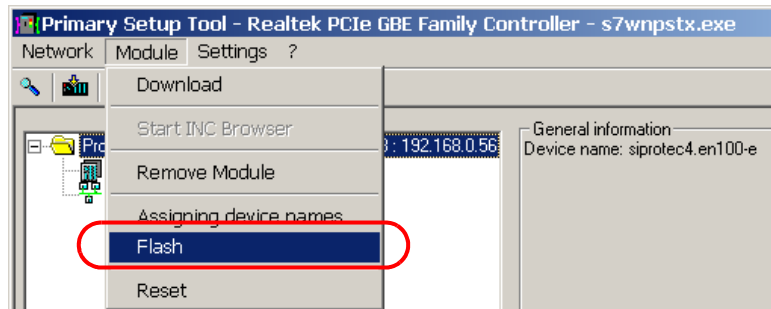 Primary Setup Tool - Realtek PCIe GBE Family Controller - s7wnpstx.exe
Network Module Settings ?
Download
Start INC Browser
General information
Device name: siprotec4.en100-e
: 192.168.0.56
Remove Module
Assigning device names
Flash
Reset